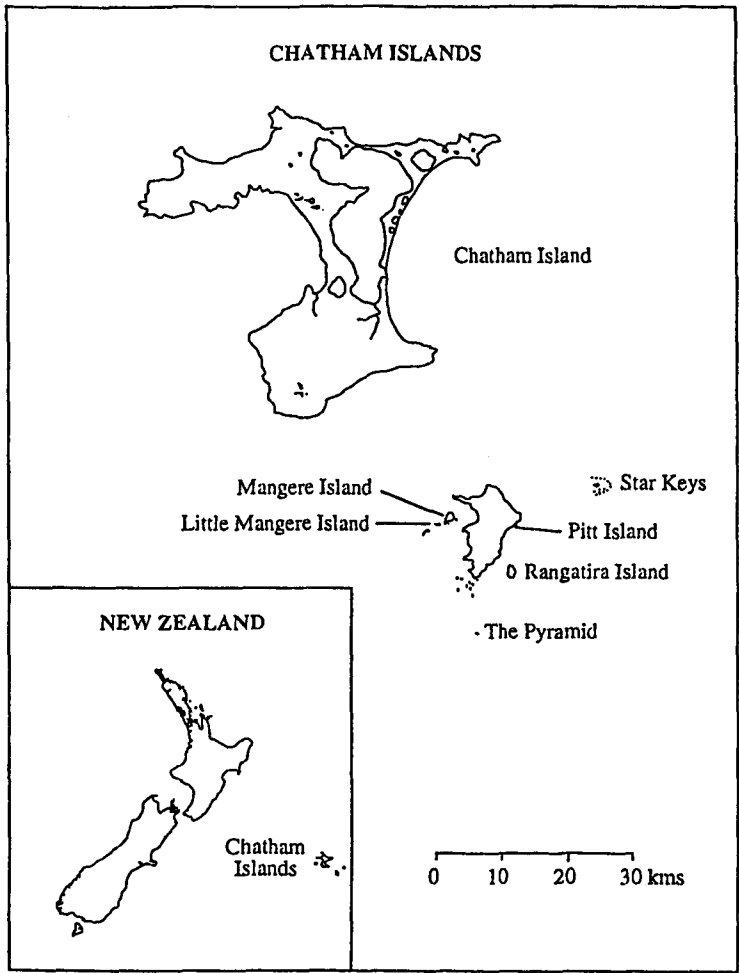 CHATHAM ISLANDS
Chatham Island
Mangere Island
Star Keys
Little Mangere Island
Pitt Island
Rangatira Island
The Pyramid
NEW ZEALAND
Chatham
Islands
0 10 20 30 kms